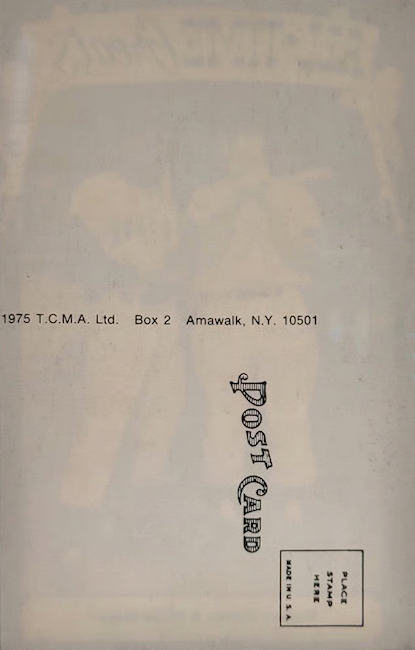 1975 T.C.M.A. Ltd. Box 2 Amawalk, N.Y. 10501
POST CARD
PLACE
STAMP
HERE
MADE IN U.S.A.